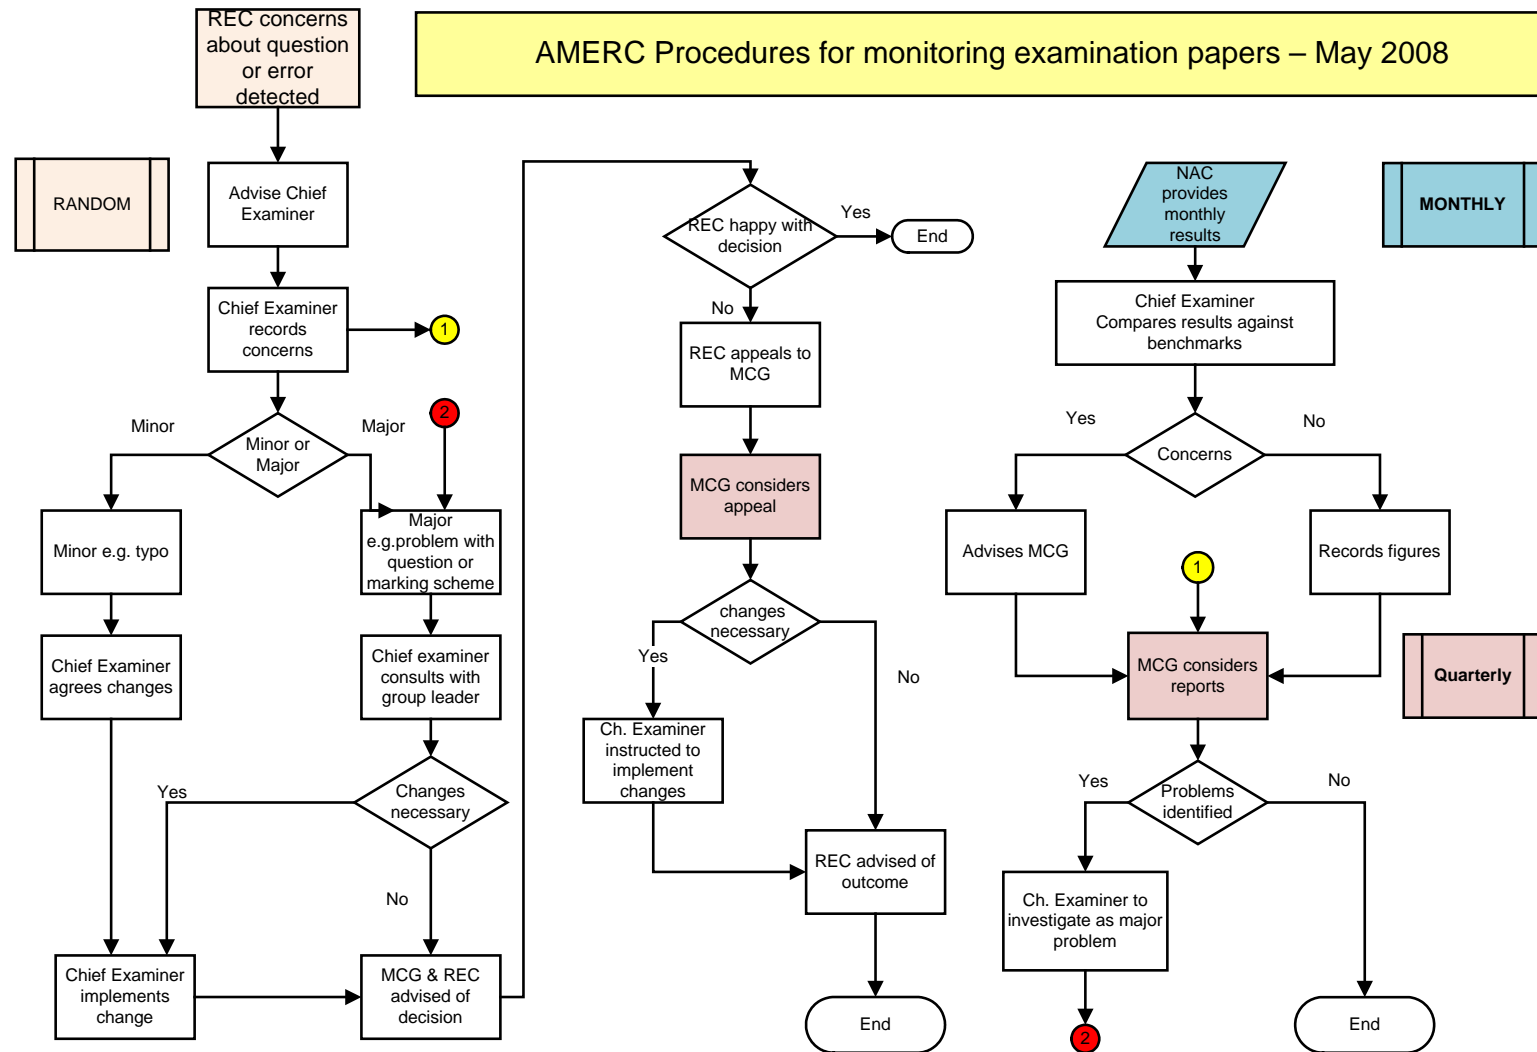 REC concerns
about question
or error
detected
AMERC Procedures for monitoring examination papers – May 2008
RANDOM
Advise Chief
Examiner
Chief Examiner
records
concerns
1
Minor
Minor or
Major
Major
2
Minor e.g. typo
Major
e.g.problem with
question or
marking scheme
Chief Examiner
agrees changes
Chief examiner
consults with
group leader
Yes
Changes
necessary
No
Chief Examiner
implements
change
MCG & REC
advised of
decision
REC happy with
decision
Yes
End
No
REC appeals to
MCG
MCG considers
appeal
changes
necessary
Yes
No
Ch. Examiner
instructed to
implement
changes
REC advised of
outcome
End
NAC
provides
monthly
results
MONTHLY
Chief Examiner
Compares results against
benchmarks
Yes
Concerns
No
Advises MCG
1
Records figures
MCG considers
reports
Quarterly
Yes
Problems
identified
No
Ch. Examiner to
investigate as major
problem
2
End